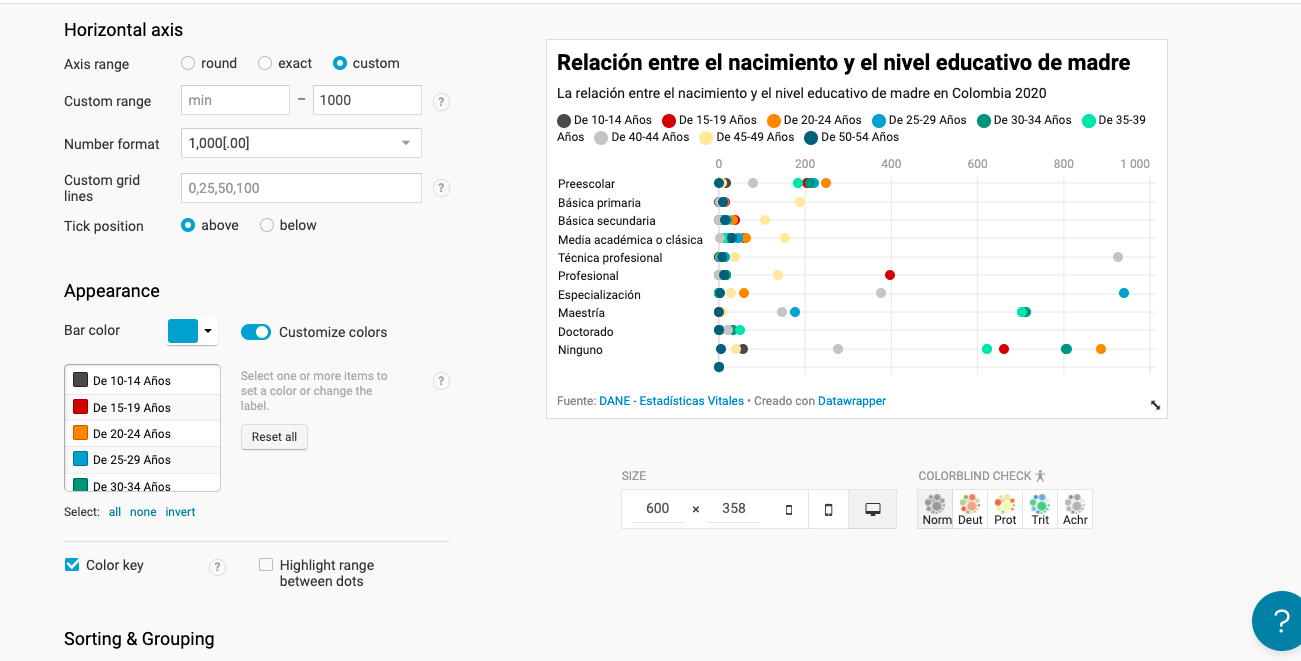 Horizontal axis
Axis range round exact custom
Custom range min – 1000 ?
Number format 1,000[.00]
Custom grid
lines
0,25,50,100 ?
Tick position above below
Appearance
Bar color Customize colors
De 10-14 Años
De 15-19 Años
De 20-24 Años
De 25-29 Años
De 30-34 Años
Select one or more items to
set a color or change the
label.
?
Reset all
Select: all none invert
Color key ? Highlight range
between dots
Sorting & Grouping
Relación entre el nacimiento y el nivel educativo de madre
La relación entre el nacimiento y el nivel educativo de madre en Colombia 2020
De 10-14 Años De 15-19 Años De 20-24 Años De 25-29 Años De 30-34 Años De 35-39
Años De 40-44 Años De 45-49 Años De 50-54 Años
0 200 400 600 800 1 000
Preescolar
Básica primaria
Básica secundaria
Media académica o clásica
Técnica profesional
Profesional
Especialización
Maestría
Doctorado
Ninguno
Fuente: DANE - Estadísticas Vitales • Creado con Datawrapper
SIZE
600 × 358
COLORBLIND CHECK
Norm Deut Prot Trit Achr
?